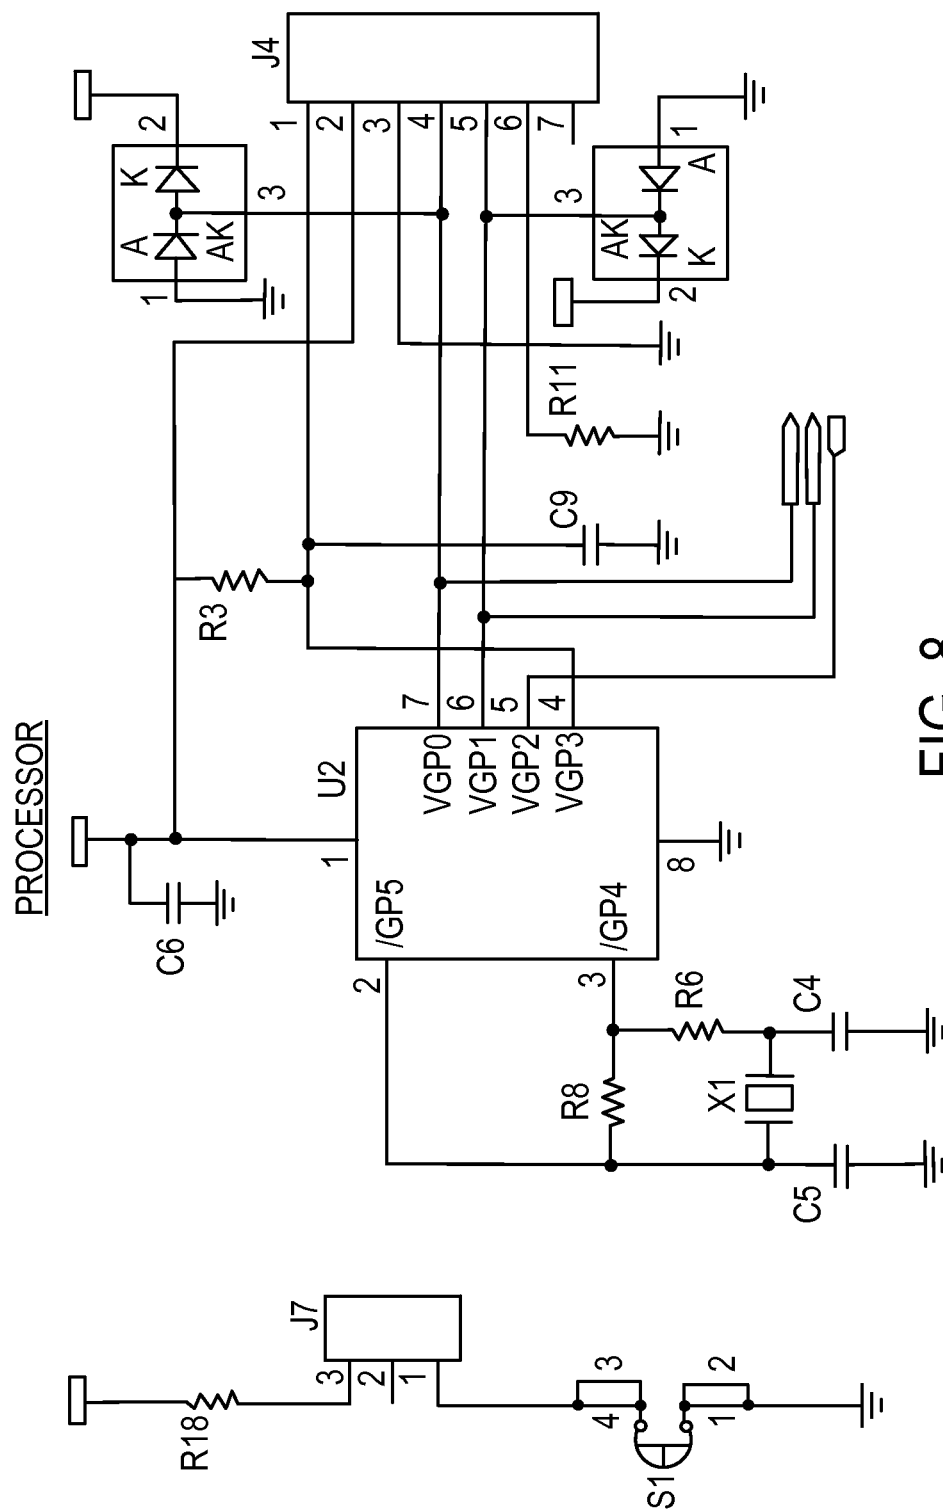 PROCESSOR
R18
J7
3
2
1
4
3
S1
1
2
C6
1
U2
2
/GP5
VGP0
7
VGP1
6
VGP2
5
VGP3
4
3
/GP4
8
R8
R6
X1
C5
C4
R3
C9
R11
1
A
K
2
AK
3
J4
1
2
3
4
5
6
7
3
AK
2
K
A
1
FIG. 8